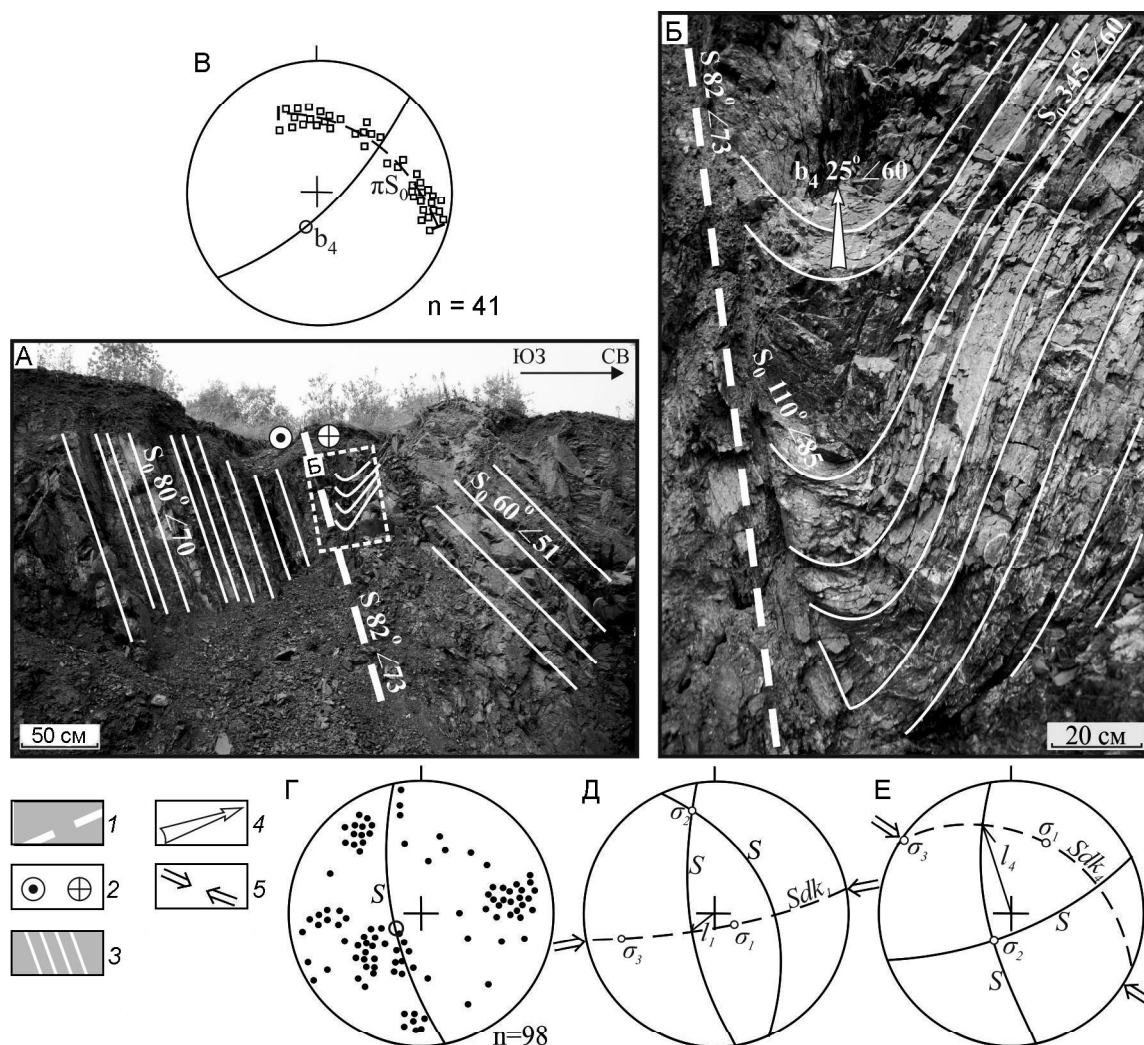 В
πS₀
b₄
n = 41
А
ЮЗ СВ
Б
S₀ 80° ∠70
S 82° ∠73
S₀ 60° ∠51
50 см
Б
S 82° ∠73
b₄ 25° ∠60
S₀ 345° ∠60
S₀ 110° ∠85
20 см
1
2
3
4
5
Г
S
n=98
Д
σ₂
S
S
Sdk₁
l₁
σ₁
σ₃
Е
σ₃
σ₁
Sdk₄
l₄
S
σ₂
S